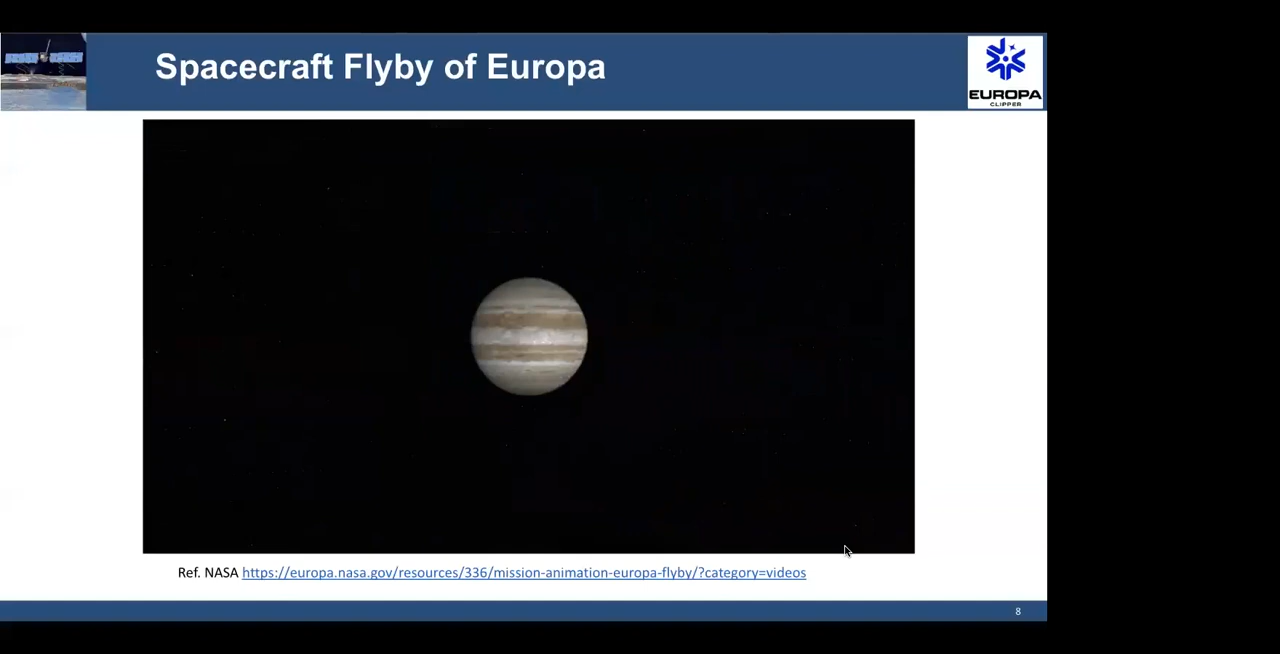 Spacecraft Flyby of Europa
EUROPA
CLIPPER
Ref. NASA https://europa.nasa.gov/resources/336/mission-animation-europa-flyby/?category=videos
8